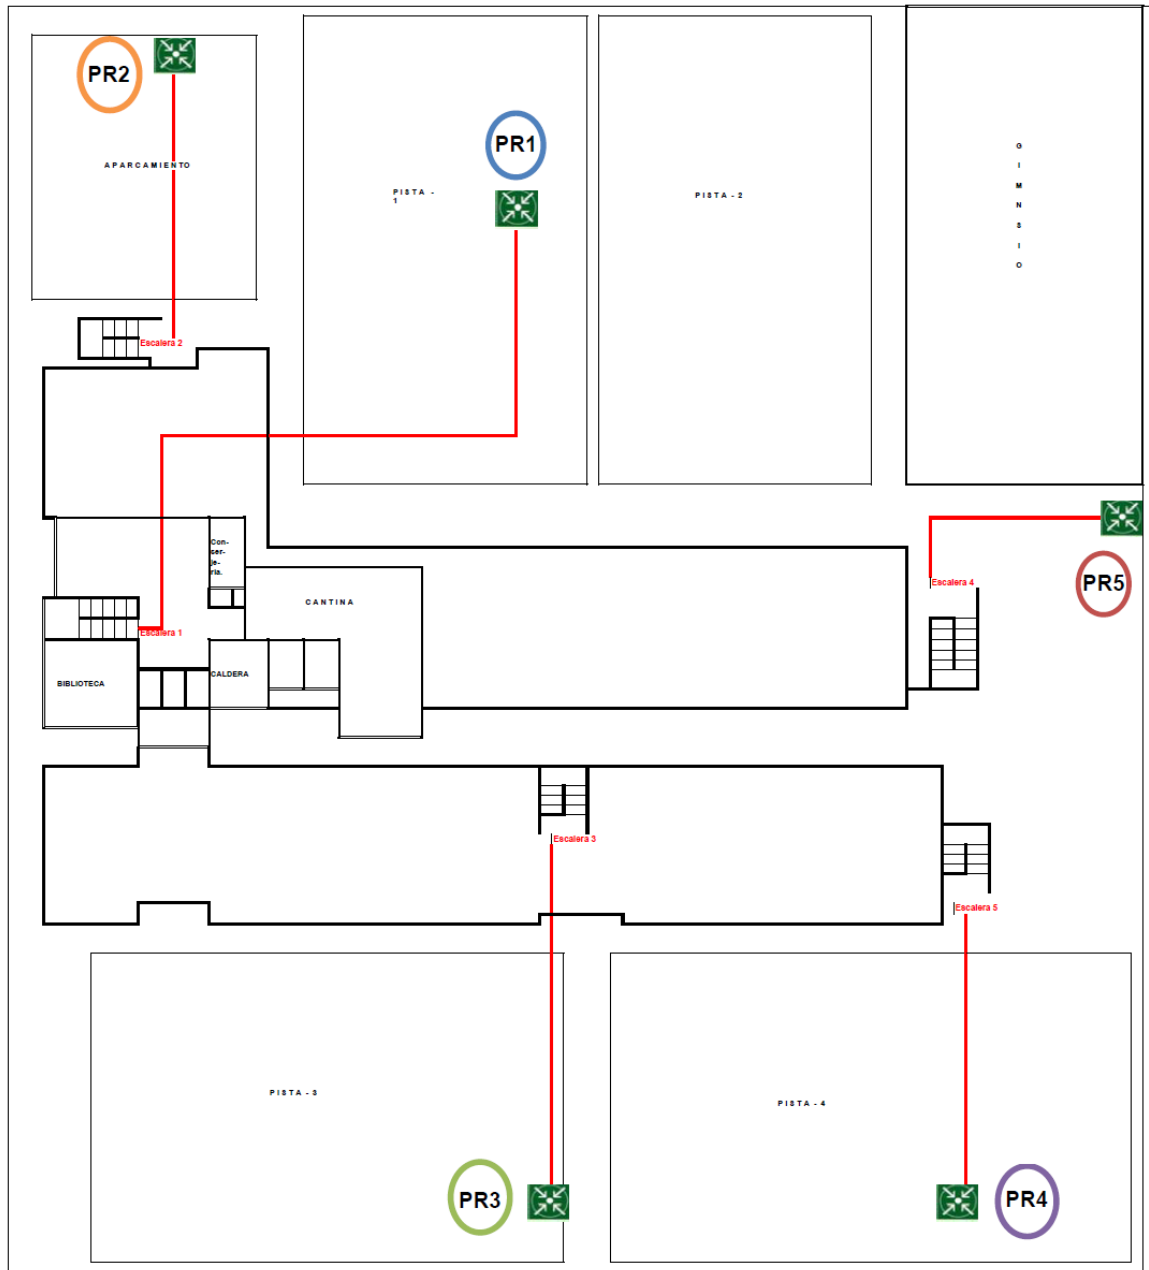 PR2
PR1
APARCAMIENTO
PISTA -
1
PISTA - 2
G
I
M
N
S
I
O
Escalera 2
Con-
ser-
je-
ría.
Escalera 4
PR5
CANTINA
Escalera 1
BIBLIOTECA
CALDERA
Escalera 3
Escalera 5
PISTA - 3
PISTA - 4
PR3
PR4